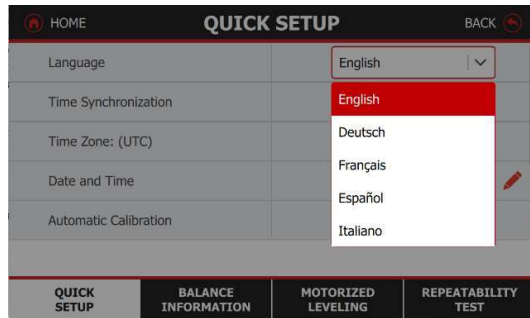 HOME QUICK SETUP BACK
Language English
Time Synchronization English
Deutsch
Time Zone: (UTC)
Français
Date and Time
Español
Automatic Calibration
Italiano
QUICK SETUP BALANCE INFORMATION MOTORIZED LEVELING REPEATABILITY TEST